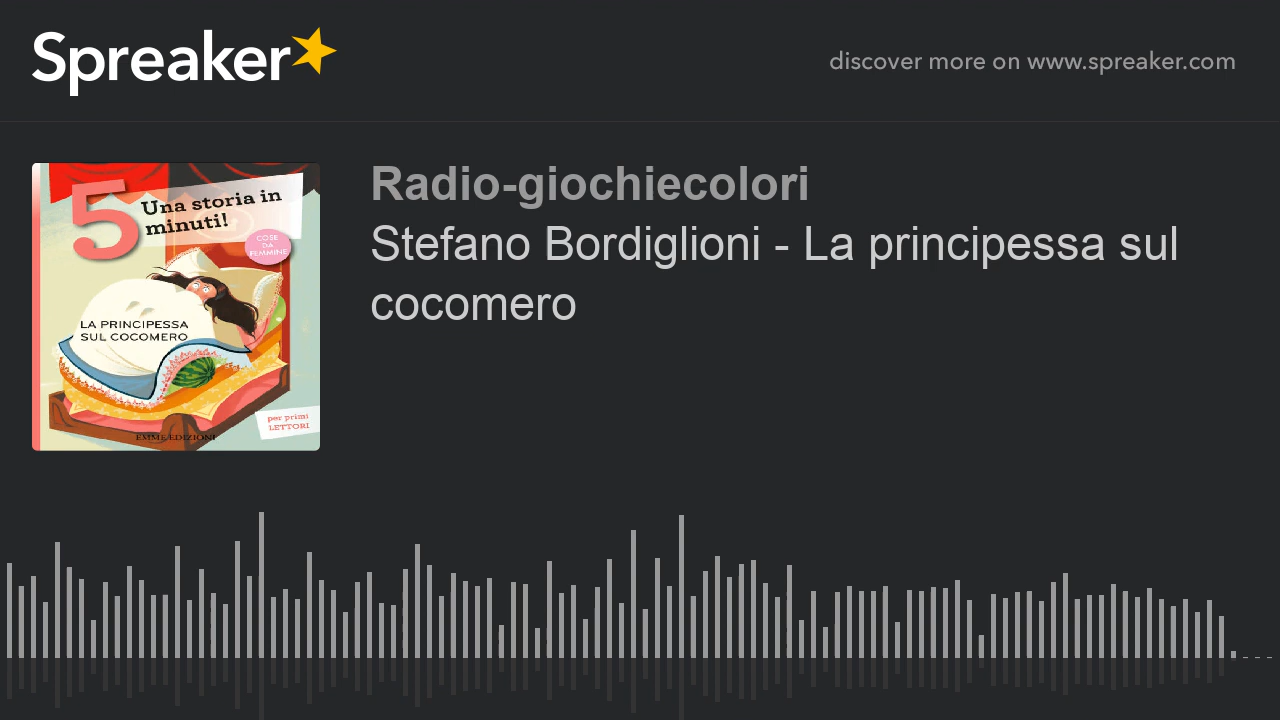 Spreaker
discover more on www.spreaker.com
Radio-giochiecolori
Stefano Bordiglioni - La principessa sul
cocomero
5
Una storia in
minuti!
COSE
DA
FEMMINE
LA PRINCIPESSA
SUL COCOMERO
per primi
LETTORI
EMME EDIZIONI